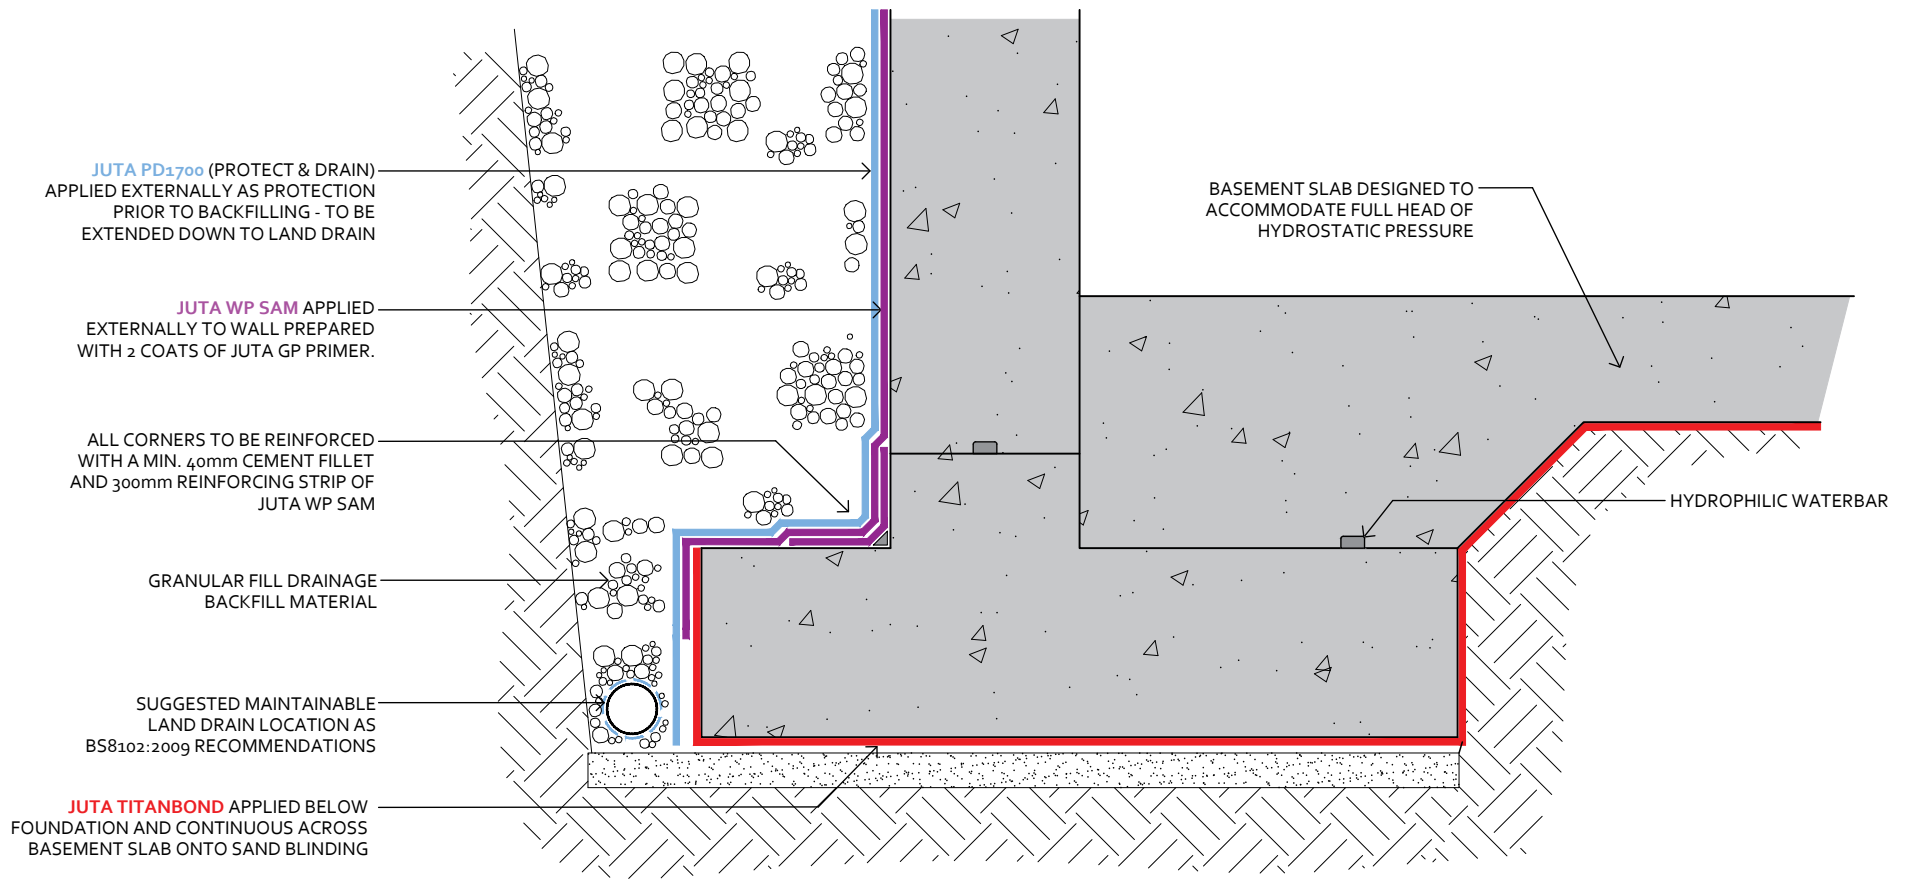 JUTA PD1700 (PROTECT & DRAIN)
APPLIED EXTERNALLY AS PROTECTION
PRIOR TO BACKFILLING - TO BE
EXTENDED DOWN TO LAND DRAIN
JUTA WP SAM APPLIED
EXTERNALLY TO WALL PREPARED
WITH 2 COATS OF JUTA GP PRIMER.
ALL CORNERS TO BE REINFORCED
WITH A MIN. 40mm CEMENT FILLET
AND 300mm REINFORCING STRIP OF
JUTA WP SAM
GRANULAR FILL DRAINAGE
BACKFILL MATERIAL
SUGGESTED MAINTAINABLE
LAND DRAIN LOCATION AS
BS8102:2009 RECOMMENDATIONS
JUTA TITANBOND APPLIED BELOW
FOUNDATION AND CONTINUOUS ACROSS
BASEMENT SLAB ONTO SAND BLINDING
BASEMENT SLAB DESIGNED TO
ACCOMMODATE FULL HEAD OF
HYDROSTATIC PRESSURE
HYDROPHILIC WATERBAR